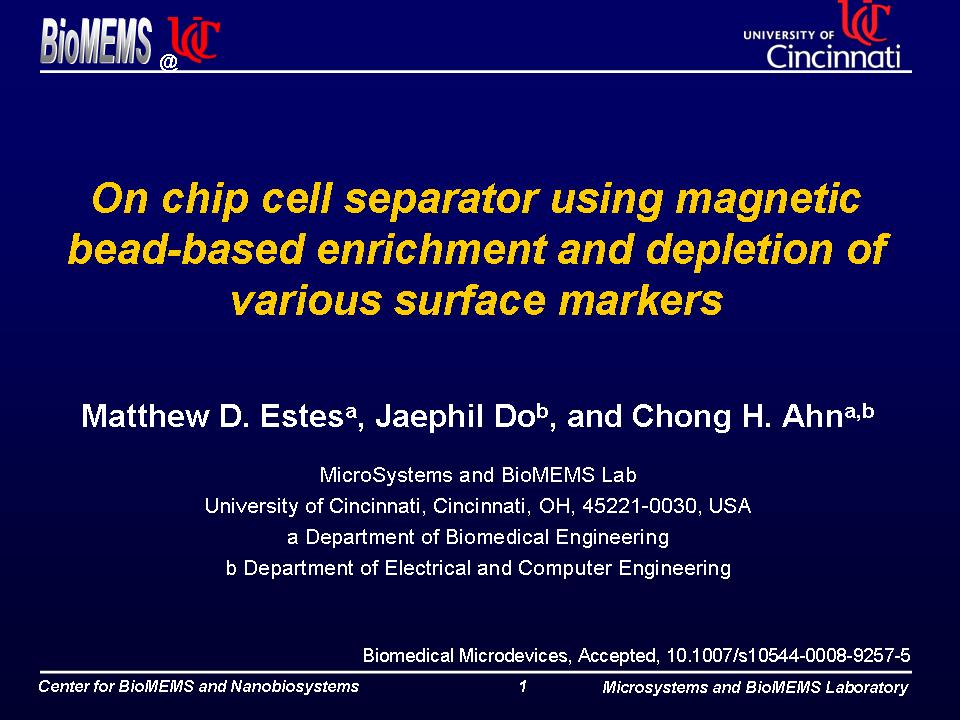 BioMEMS @ UC
UC
UNIVERSITY OF
Cincinnati
On chip cell separator using magnetic
bead-based enrichment and depletion of
various surface markers
Matthew D. Estesᵃ, Jaephil Doᵇ, and Chong H. Ahnᵃ,ᵇ
MicroSystems and BioMEMS Lab
University of Cincinnati, Cincinnati, OH, 45221-0030, USA
a Department of Biomedical Engineering
b Department of Electrical and Computer Engineering
Biomedical Microdevices, Accepted, 10.1007/s10544-0008-9257-5
Center for BioMEMS and Nanobiosystems 1 Microsystems and BioMEMS Laboratory